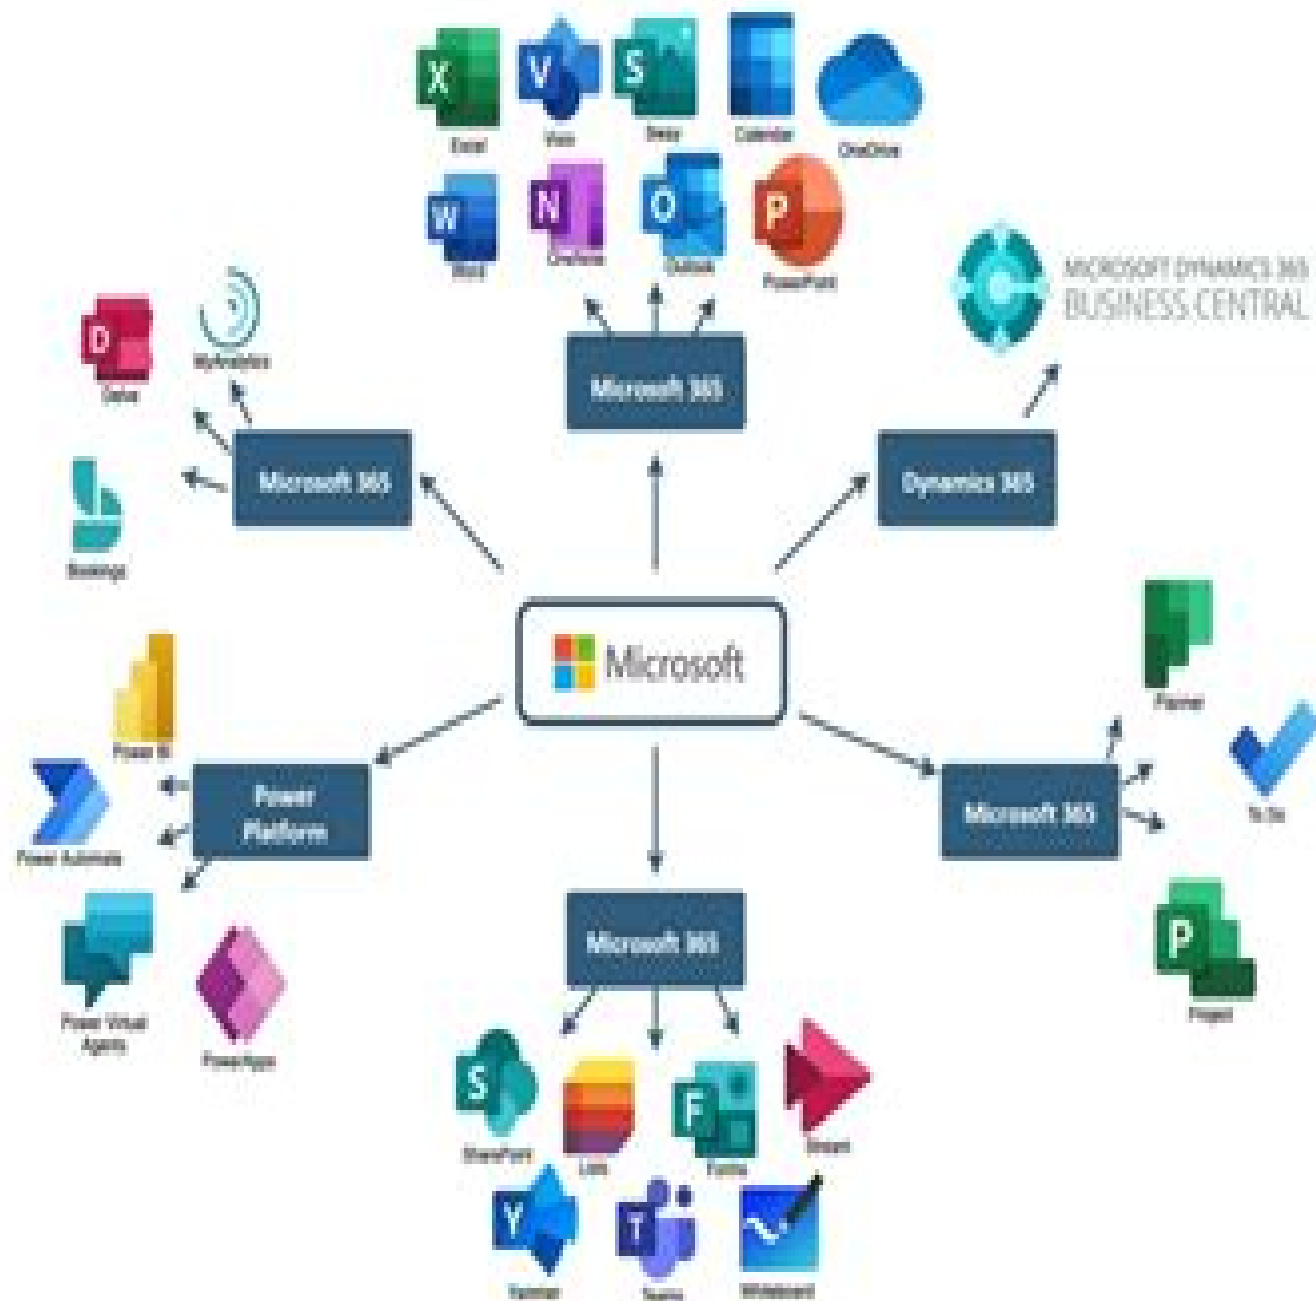 X
V
S
Excel
Visio
Sway
Calendar
OneDrive
W
N
O
P
Word
OneNote
Outlook
PowerPoint
MICROSOFT DYNAMICS 365
BUSINESS CENTRAL
D
Delve
MyAnalytics
Microsoft 365
Microsoft 365
Dynamics 365
Bookings
Microsoft
Planner
To Do
Power BI
Power Automate
Power
Platform
Microsoft 365
P
Project
Power Virtual
Agents
PowerApps
Microsoft 365
S
F
SharePoint
Lists
Forms
Stream
Y
T
Yammer
Teams
Whiteboard